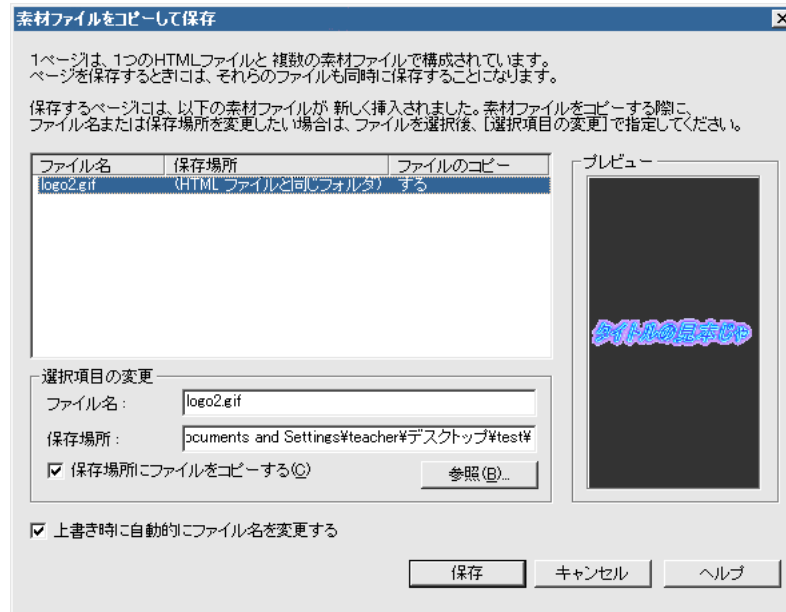 素材ファイルをコピーして保存
1ページは、1つのHTMLファイルと 複数の素材ファイルで構成されています。
ページを保存するときには、それらのファイルも同時に保存することになります。
保存するページには、以下の素材ファイルが 新しく挿入されました。素材ファイルをコピーする際に、
ファイル名または保存場所を変更したい場合は、ファイルを選択後、[選択項目の変更]で指定してください。
ファイル名 保存場所 ファイルのコピー
logo2.gif (HTML ファイルと同じフォルダ) する
プレビュー
タイトルの見本じゃ
選択項目の変更
ファイル名: logo2.gif
保存場所: ocuments and Settings¥teacher¥デスクトップ¥test¥
保存場所にファイルをコピーする(C)
参照(B)...
上書き時に自動的にファイル名を変更する
保存 キャンセル ヘルプ